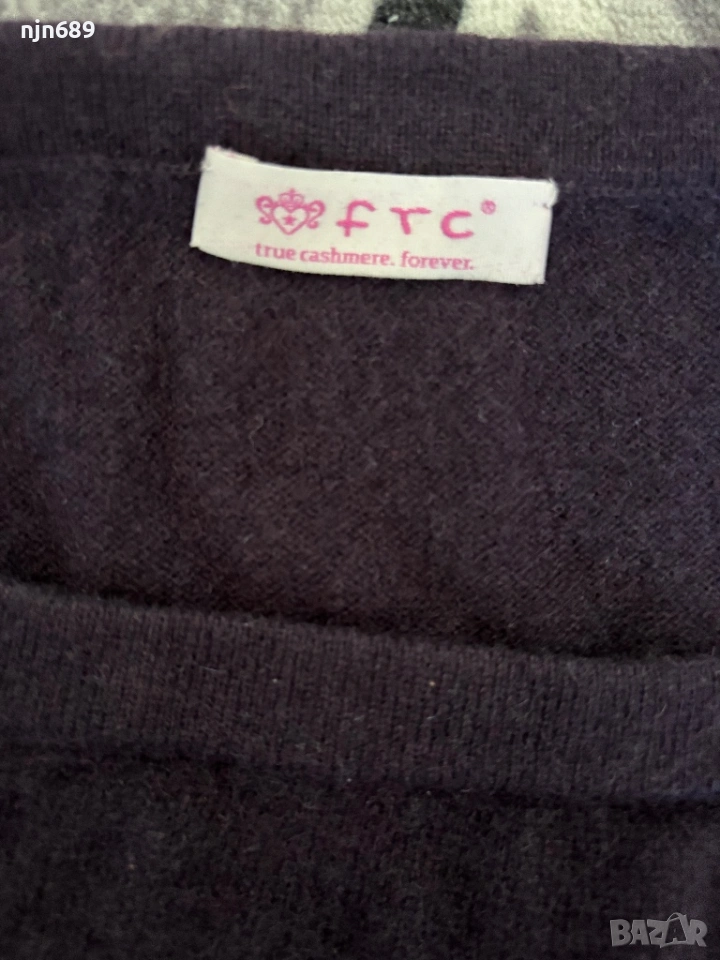 njn689
frc®
true cashmere. forever.
BAZAR